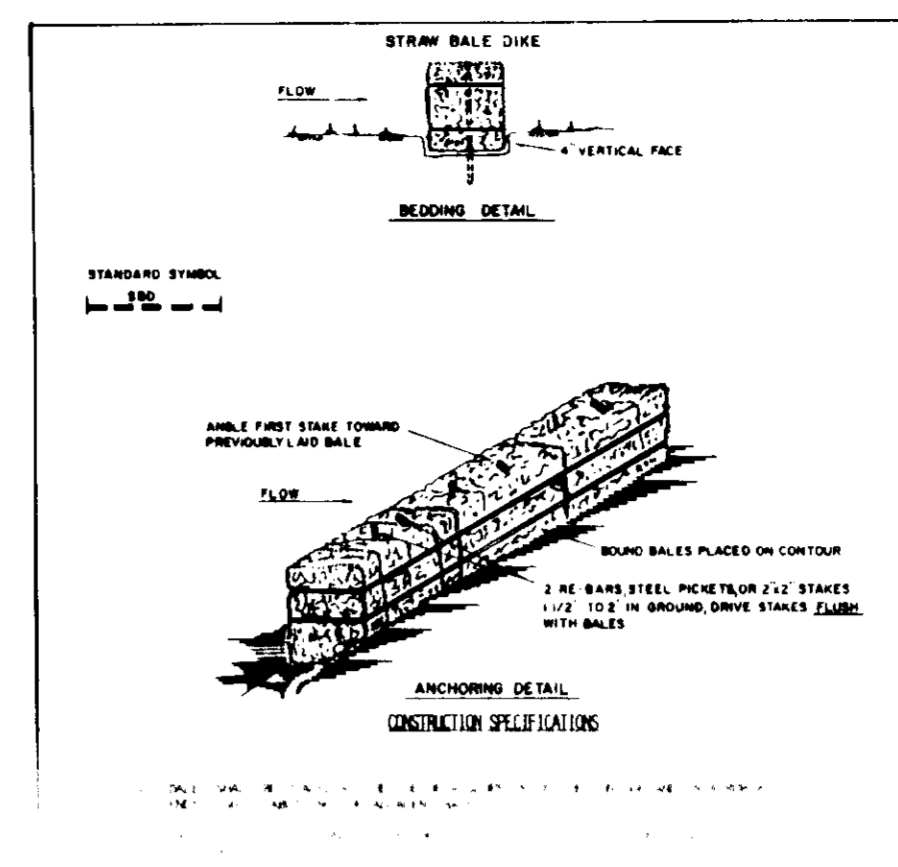 STRAW BALE DIKE
FLOW
4" VERTICAL FACE
BEDDING DETAIL
STANDARD SYMBOL
SBD
ANGLE FIRST STAKE TOWARD
PREVIOUSLY LAID BALE
FLOW
BOUND BALES PLACED ON CONTOUR
2 RE-BARS, STEEL PICKETS, OR 2"x2" STAKES
1 1/2' TO 2' IN GROUND, DRIVE STAKES FLUSH
WITH BALES
ANCHORING DETAIL
CONSTRUCTION SPECIFICATIONS